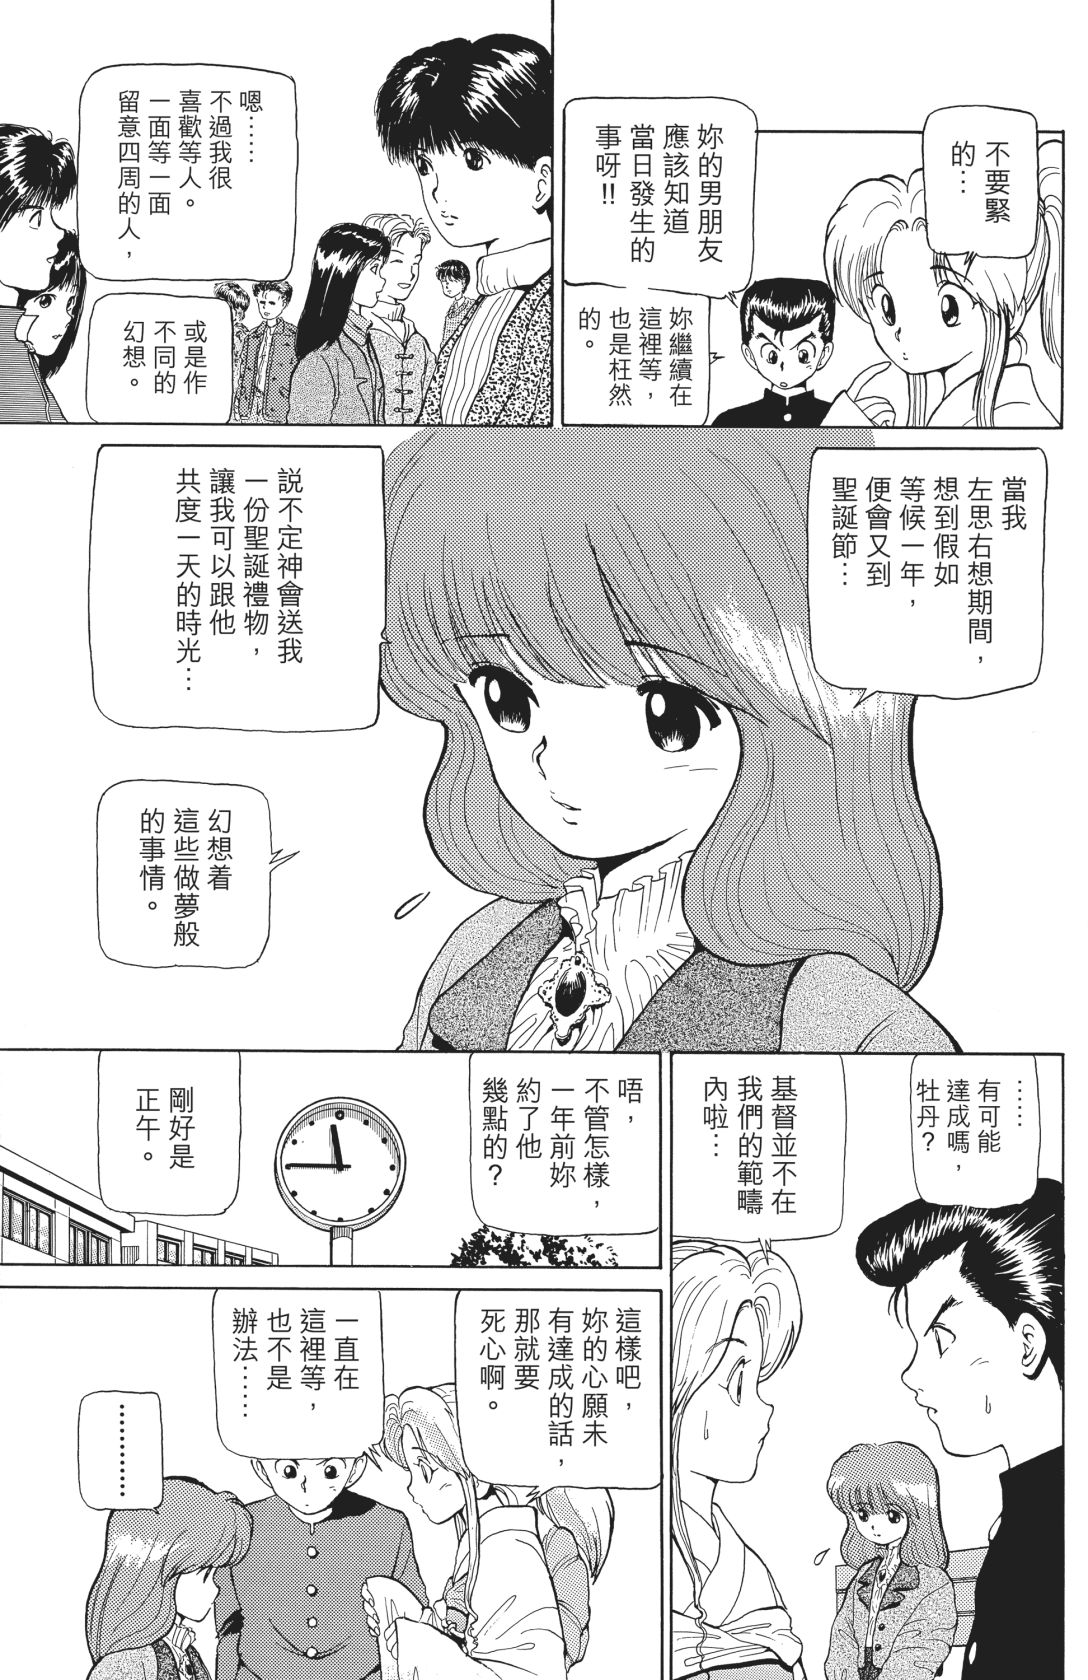 不要緊
的⋯
妳的男朋友
應該知道
當日發生的
事呀!!
妳繼續在
這裡等，
也是枉然
的。
嗯⋯⋯
不過我很
喜歡等人。
一面等一面
留意四周的人，
或是作
不同的
幻想。
當我
左思右想期間，
想到假如
等候一年，
便會又到
聖誕節⋯
説不定神會送我
一份聖誕禮物，
讓我可以跟他
共度一天的時光⋯
幻想着
這些做夢般
的事情。
⋯⋯
有可能
達成嗎，
牡丹？
基督並不在
我們的範疇
內啦⋯
唔，
不管怎樣，
一年前妳
約了他
幾點的？
剛好是
正午。
這樣吧，
妳的心願未
有達成的話，
那就要
死心啊。
一直在
這裡等，
也不是
辦法⋯⋯
⋯⋯⋯⋯